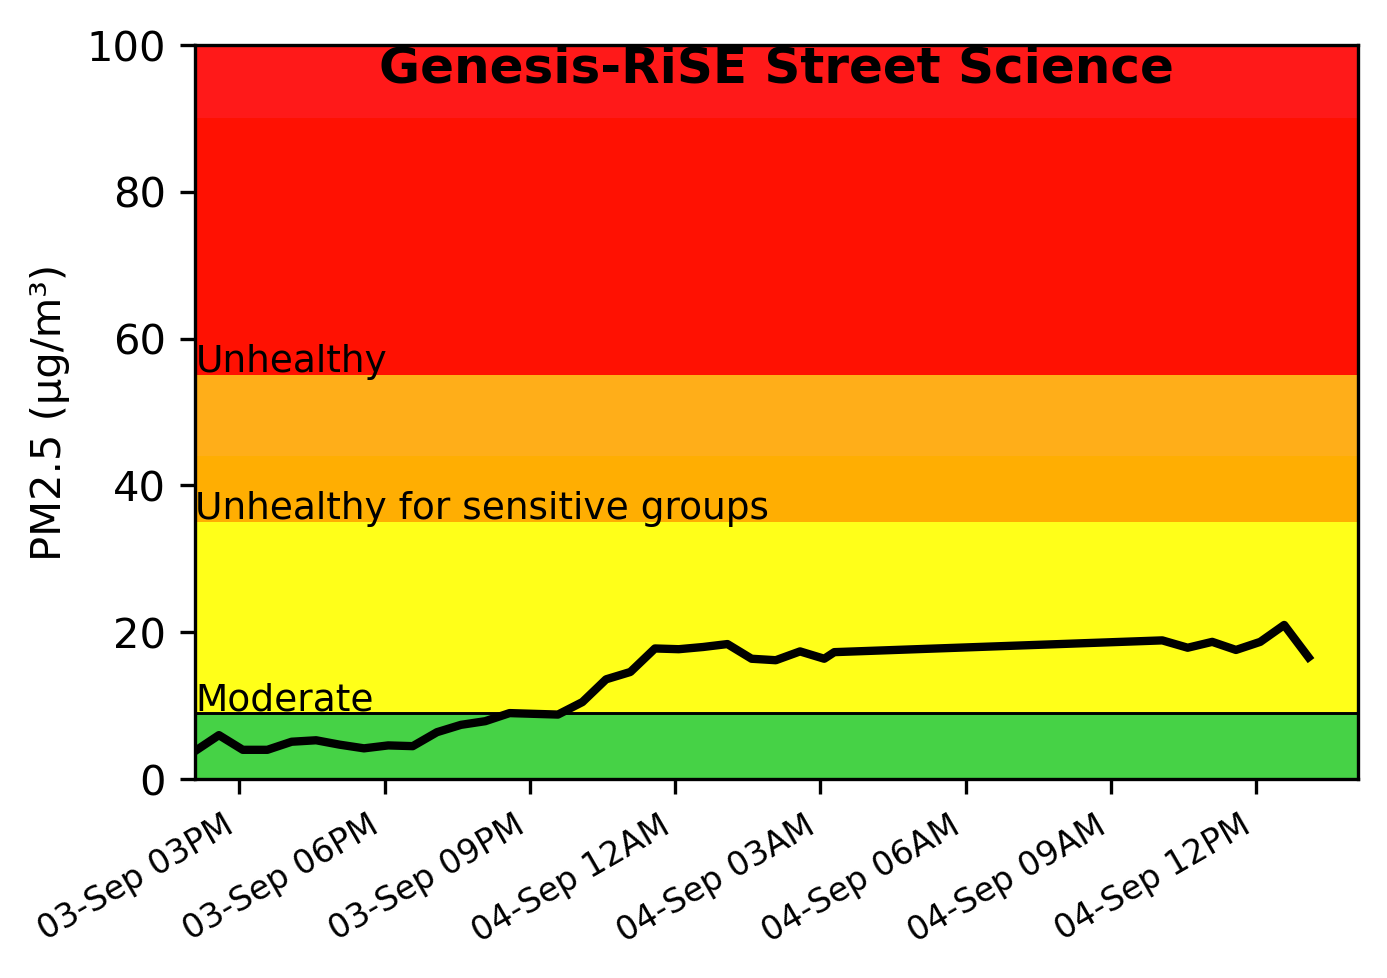 Genesis-RiSE Street Science
100
80
60
40
20
0
PM2.5 (µg/m³)
Unhealthy
Unhealthy for sensitive groups
Moderate
03-Sep 03PM
03-Sep 06PM
03-Sep 09PM
04-Sep 12AM
04-Sep 03AM
04-Sep 06AM
04-Sep 09AM
04-Sep 12PM